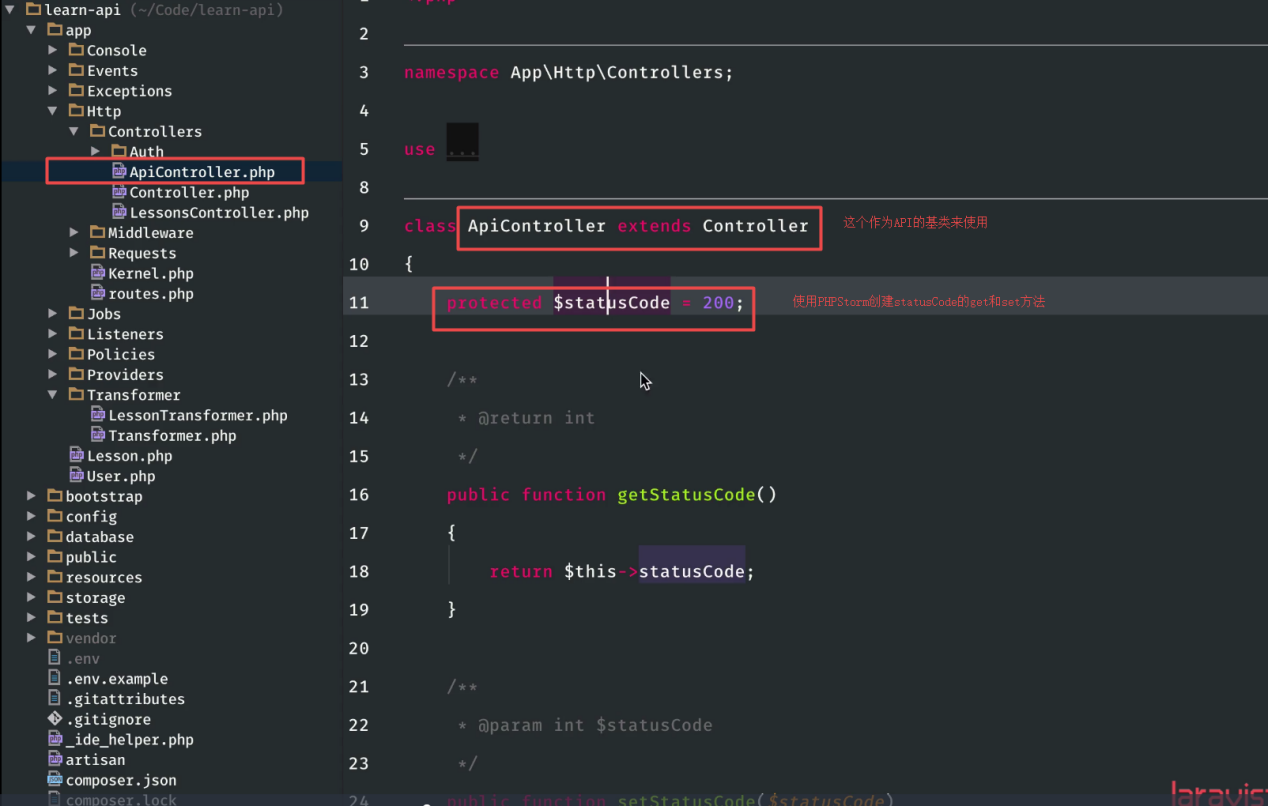 learn-api (~/Code/learn-api)
app
Console
Events
Exceptions
Http
Controllers
Auth
ApiController.php
Controller.php
LessonsController.php
Middleware
Requests
Kernel.php
routes.php
Jobs
Listeners
Policies
Providers
Transformer
LessonTransformer.php
Transformer.php
Lesson.php
User.php
bootstrap
config
database
public
resources
storage
tests
vendor
.env
.env.example
.gitattributes
.gitignore
_ide_helper.php
artisan
composer.json
composer.lock
2
3 namespace App\Http\Controllers;
4
5 use ...
8
9 class ApiController extends Controller 这个作为API的基类来使用
10 {
11 protected $statusCode = 200; 使用PHPStorm创建statusCode的get和set方法
12
13 /**
14 * @return int
15 */
16 public function getStatusCode()
17 {
18 return $this->statusCode;
19 }
20
21 /**
22 * @param int $statusCode
23 */
24 public function setStatusCode($statusCode)
laravist